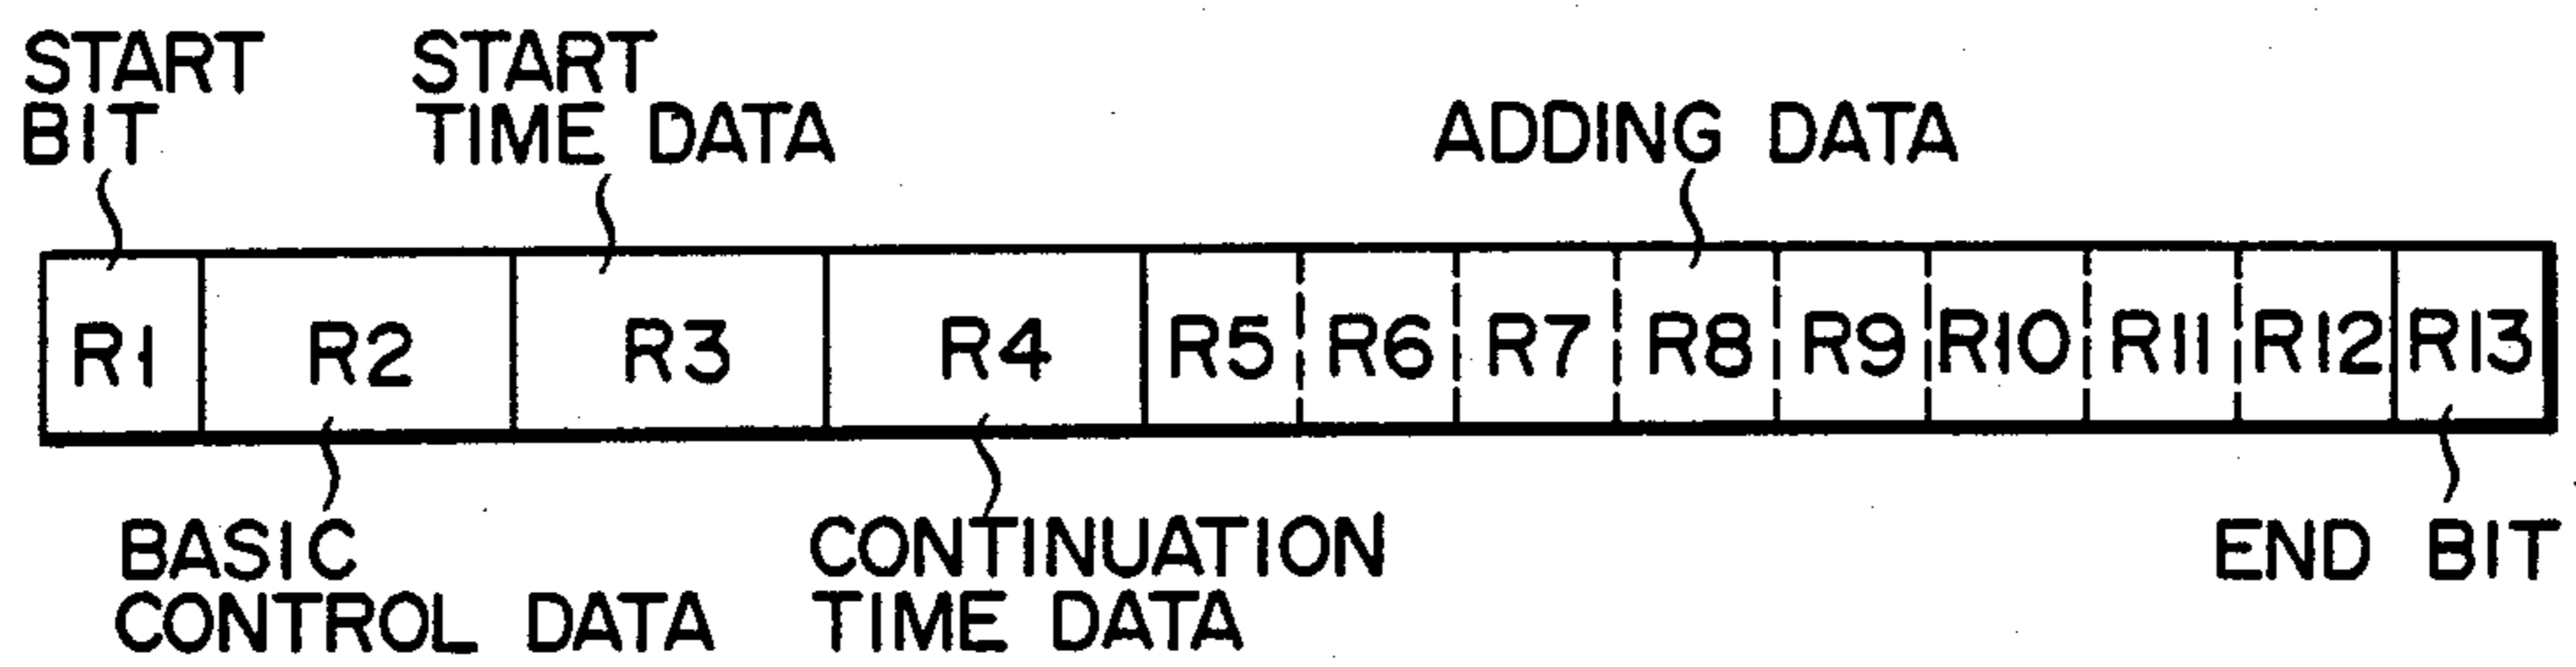 START
BIT
START
TIME DATA
ADDING DATA
R1 R2 R3 R4 R5 R6 R7 R8 R9 R10 R11 R12 R13
BASIC
CONTROL DATA
CONTINUATION
TIME DATA
END BIT